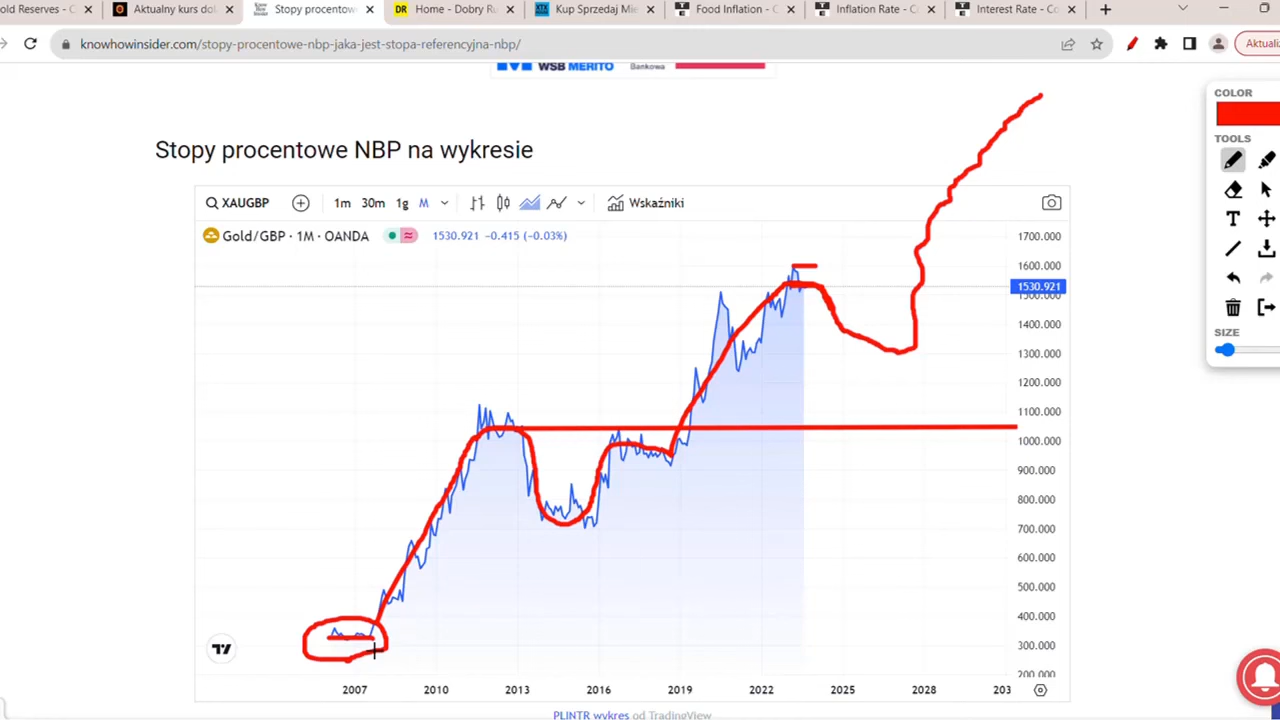 old Reserves - C
Aktualny kurs dol
Stopy procentow
Home - Dobry Ru
Kup Sprzedaj Mie
Food Inflation - C
Inflation Rate - C
Interest Rate - Co
knowhowinsider.com/stopy-procentowe-nbp-jaka-jest-stopa-referencyjna-nbp/
Aktualiz
WSB MERITO Bankowa
COLOR
TOOLS
SIZE
Stopy procentowe NBP na wykresie
XAUGBP 1m 30m 1g M Wskaźniki
Gold/GBP · 1M · OANDA 1530.921 -0.415 (-0.03%)
1700.000
1600.000
1530.921
1500.000
1400.000
1300.000
1200.000
1100.000
1000.000
900.000
800.000
700.000
600.000
500.000
400.000
300.000
200.000
2007 2010 2013 2016 2019 2022 2025 2028 203
PLINTR wykres od TradingView